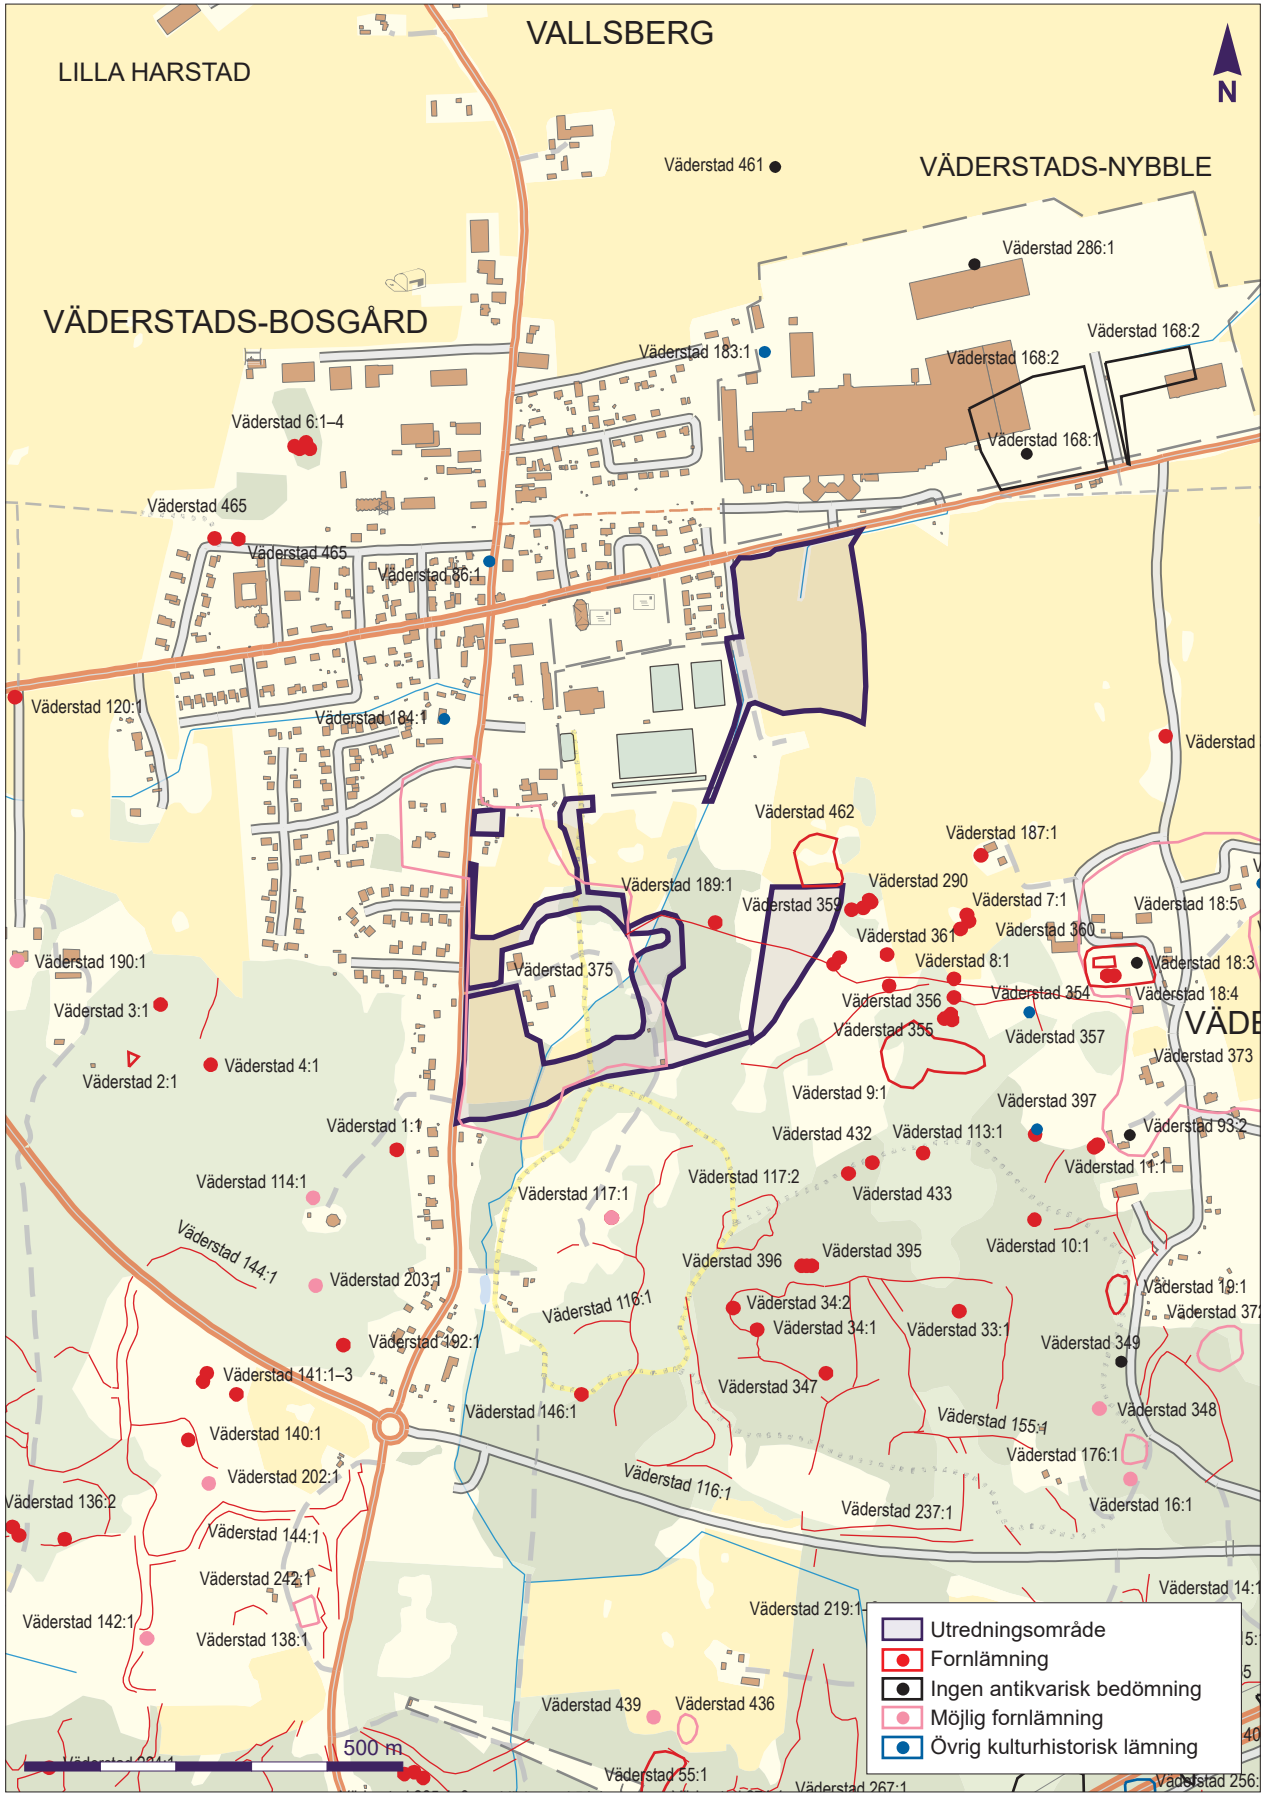 VALLSBERG
LILLA HARSTAD
N
Väderstad 461
VÄDERSTADS-NYBBLE
Väderstad 286:1
VÄDERSTADS-BOSGÅRD
Väderstad 168:2
Väderstad 183:1
Väderstad 168:2
Väderstad 6:1–4
Väderstad 168:1
Väderstad 465
Väderstad 465
Väderstad 86:1
Väderstad 120:1
Väderstad 184:1
Väderstad
Väderstad 462
Väderstad 187:1
Väderstad 189:1
Väderstad 290
Väderstad 359
Väderstad 7:1
Väderstad 18:5
Väderstad 360
Väderstad 361
Väderstad 190:1
Väderstad 375
Väderstad 8:1
Väderstad 18:3
Väderstad 356
Väderstad 354
Väderstad 18:4
Väderstad 3:1
VÄDE
Väderstad 355
Väderstad 357
Väderstad 373
Väderstad 4:1
Väderstad 2:1
Väderstad 9:1
Väderstad 397
Väderstad 1:1
Väderstad 432
Väderstad 113:1
Väderstad 93:2
Väderstad 11:1
Väderstad 114:1
Väderstad 117:1
Väderstad 117:2
Väderstad 433
Väderstad 144:1
Väderstad 396
Väderstad 395
Väderstad 10:1
Väderstad 203:1
Väderstad 116:1
Väderstad 34:2
Väderstad 19:1
Väderstad 372
Väderstad 34:1
Väderstad 33:1
Väderstad 192:1
Väderstad 349
Väderstad 141:1–3
Väderstad 347
Väderstad 146:1
Väderstad 348
Väderstad 140:1
Väderstad 155:1
Väderstad 176:1
Väderstad 202:1
Väderstad 116:1
Väderstad 136:2
Väderstad 237:1
Väderstad 16:1
Väderstad 144:1
Väderstad 242:1
Väderstad 14:1
Väderstad 142:1
Väderstad 138:1
Väderstad 219:1-
Utredningsområde
Fornlämning
Ingen antikvarisk bedömning
Möjlig fornlämning
Övrig kulturhistorisk lämning
Väderstad 439
Väderstad 436
500 m
Väderstad 55:1
Väderstad 267:1
Väderstad 256: